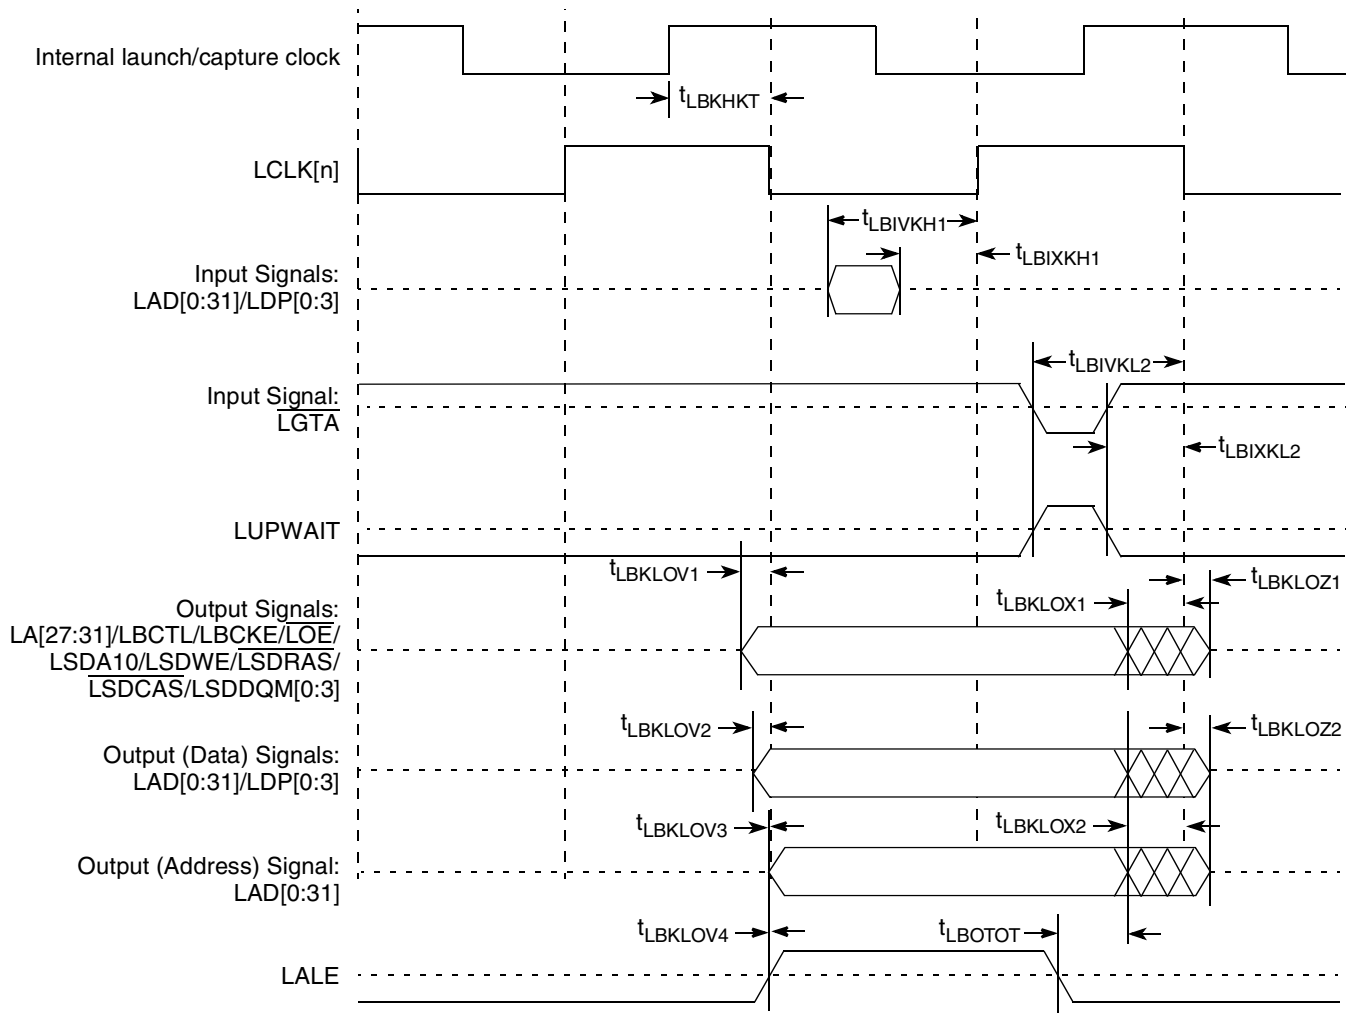 Internal launch/capture clock
tLBKHKT
LCLK[n]
tLBIVKH1
tLBIXKH1
Input Signals:
LAD[0:31]/LDP[0:3]
tLBIVKL2
Input Signal:
LGTA
tLBIXKL2
LUPWAIT
tLBKLOV1
tLBKLOZ1
tLBKLOX1
Output Signals:
LA[27:31]/LBCTL/LBCKE/LOE/
LSDA10/LSDWE/LSDRAS/
LSDCAS/LSDDQM[0:3]
tLBKLOV2
tLBKLOZ2
Output (Data) Signals:
LAD[0:31]/LDP[0:3]
tLBKLOV3
tLBKLOX2
Output (Address) Signal:
LAD[0:31]
tLBKLOV4
tLBOTOT
LALE